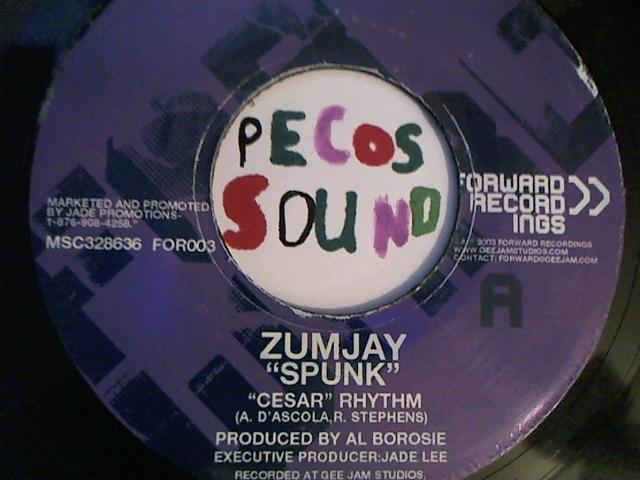 PECOS
SOUND
MARKETED AND PROMOTED
BY JADE PROMOTIONS-
1-876-908-4258."
MSC328636 FOR003
FORWARD
RECORD
INGS
2003 FORWARD RECORDINGS
WWW.GEEJAMSTUDIOS.COM
CONTACT: FORWARD@GEEJAM.COM
A
ZUMJAY
"SPUNK"
"CESAR" RHYTHM
(A. D'ASCOLA,R. STEPHENS)
PRODUCED BY AL BOROSIE
EXECUTIVE PRODUCER:JADE LEE
RECORDED AT GEE JAM STUDIOS,